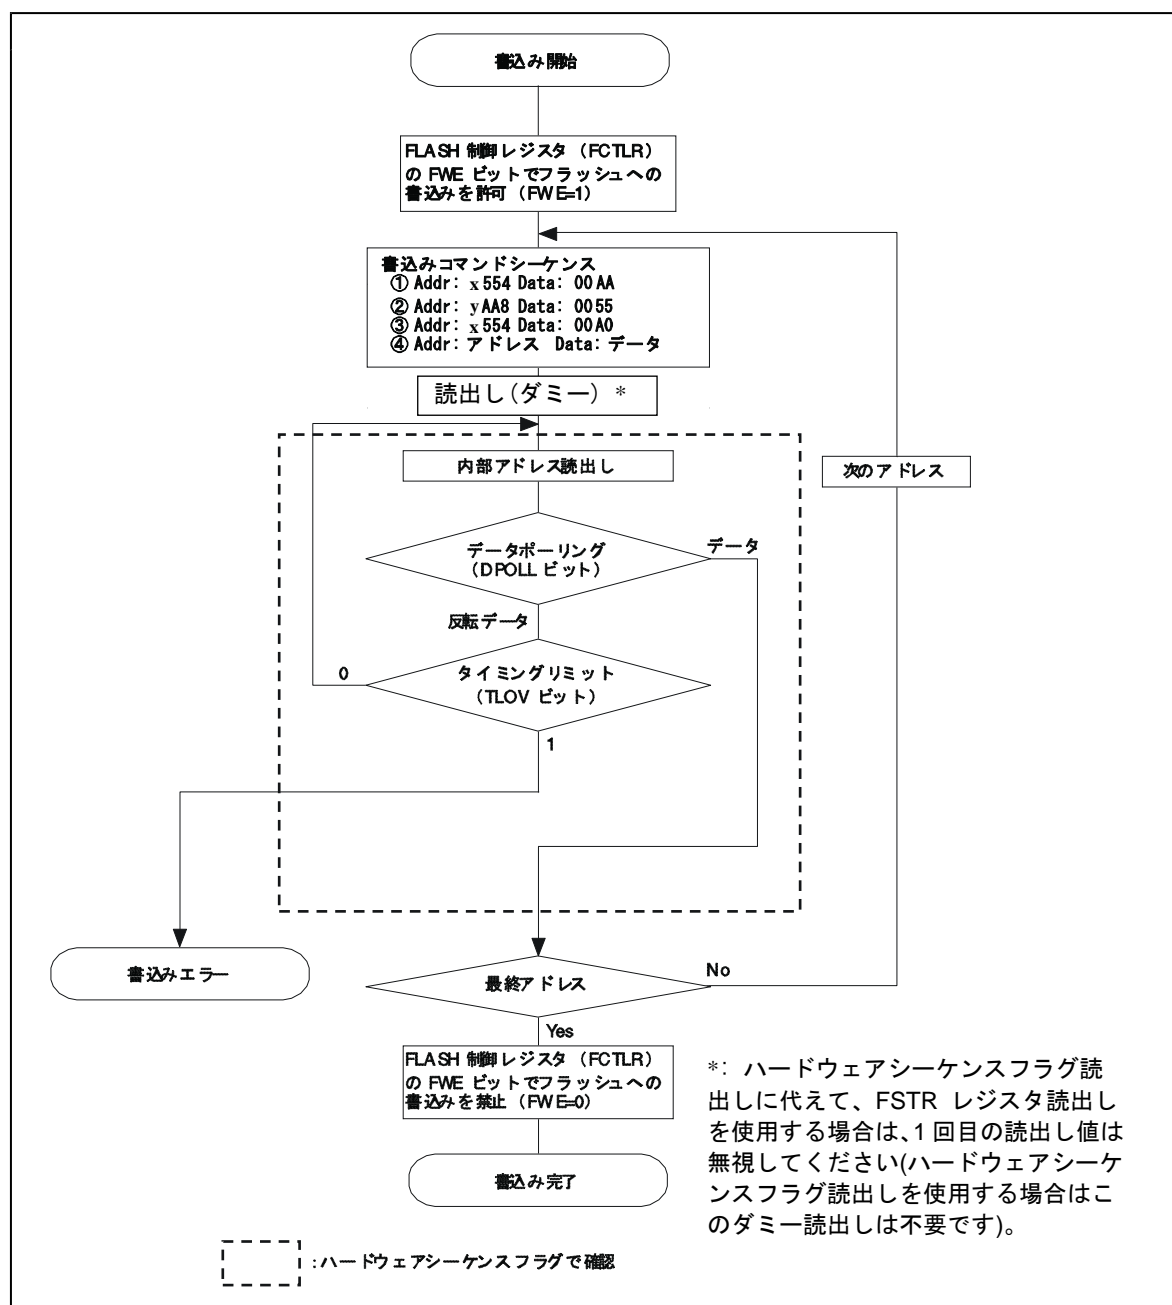 書込み開始
FLASH 制御レジスタ（FCTLR）
の FWE ビットでフラッシュへの
書込みを許可（FWE=1）
書込みコマンドシーケンス
① Addr: x554 Data: 00AA
② Addr: yAA8 Data: 0055
③ Addr: x554 Data: 00A0
④ Addr: アドレス Data: データ
読出し（ダミー）*
内部アドレス読出し
次のアドレス
データポーリング
（DPOLL ビット）
データ
反転データ
0
タイミングリミット
（TLOV ビット）
1
書込みエラー
最終アドレス
No
Yes
FLASH 制御レジスタ（FCTLR）
の FWE ビットでフラッシュへの
書込みを禁止（FWE=0）
書込み完了
*: ハードウェアシーケンスフラグ読
出しに代えて、FSTR レジスタ読出し
を使用する場合は、1 回目の読出し値は
無視してください(ハードウェアシーケ
ンスフラグ読出しを使用する場合はこ
のダミー読出しは不要です)。
:ハードウェアシーケンスフラグで確認